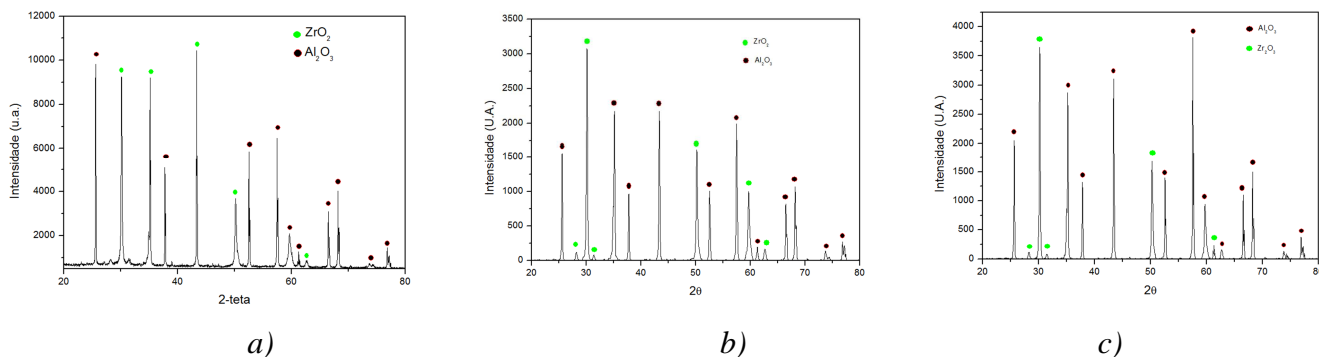 12000
10000
8000
6000
4000
2000
Intensidade (u.a.)
ZrO₂
Al₂O₃
20 40 60 80
2-teta
a)
3500
3000
2500
2000
1500
1000
500
0
Intensidade (U.A.)
ZrO₂
Al₂O₃
20 30 40 50 60 70 80
2θ
b)
4000
3500
3000
2500
2000
1500
1000
500
0
Intensidade (U.A.)
Al₂O₃
Zr₂O₃
20 30 40 50 60 70 80
2θ
c)